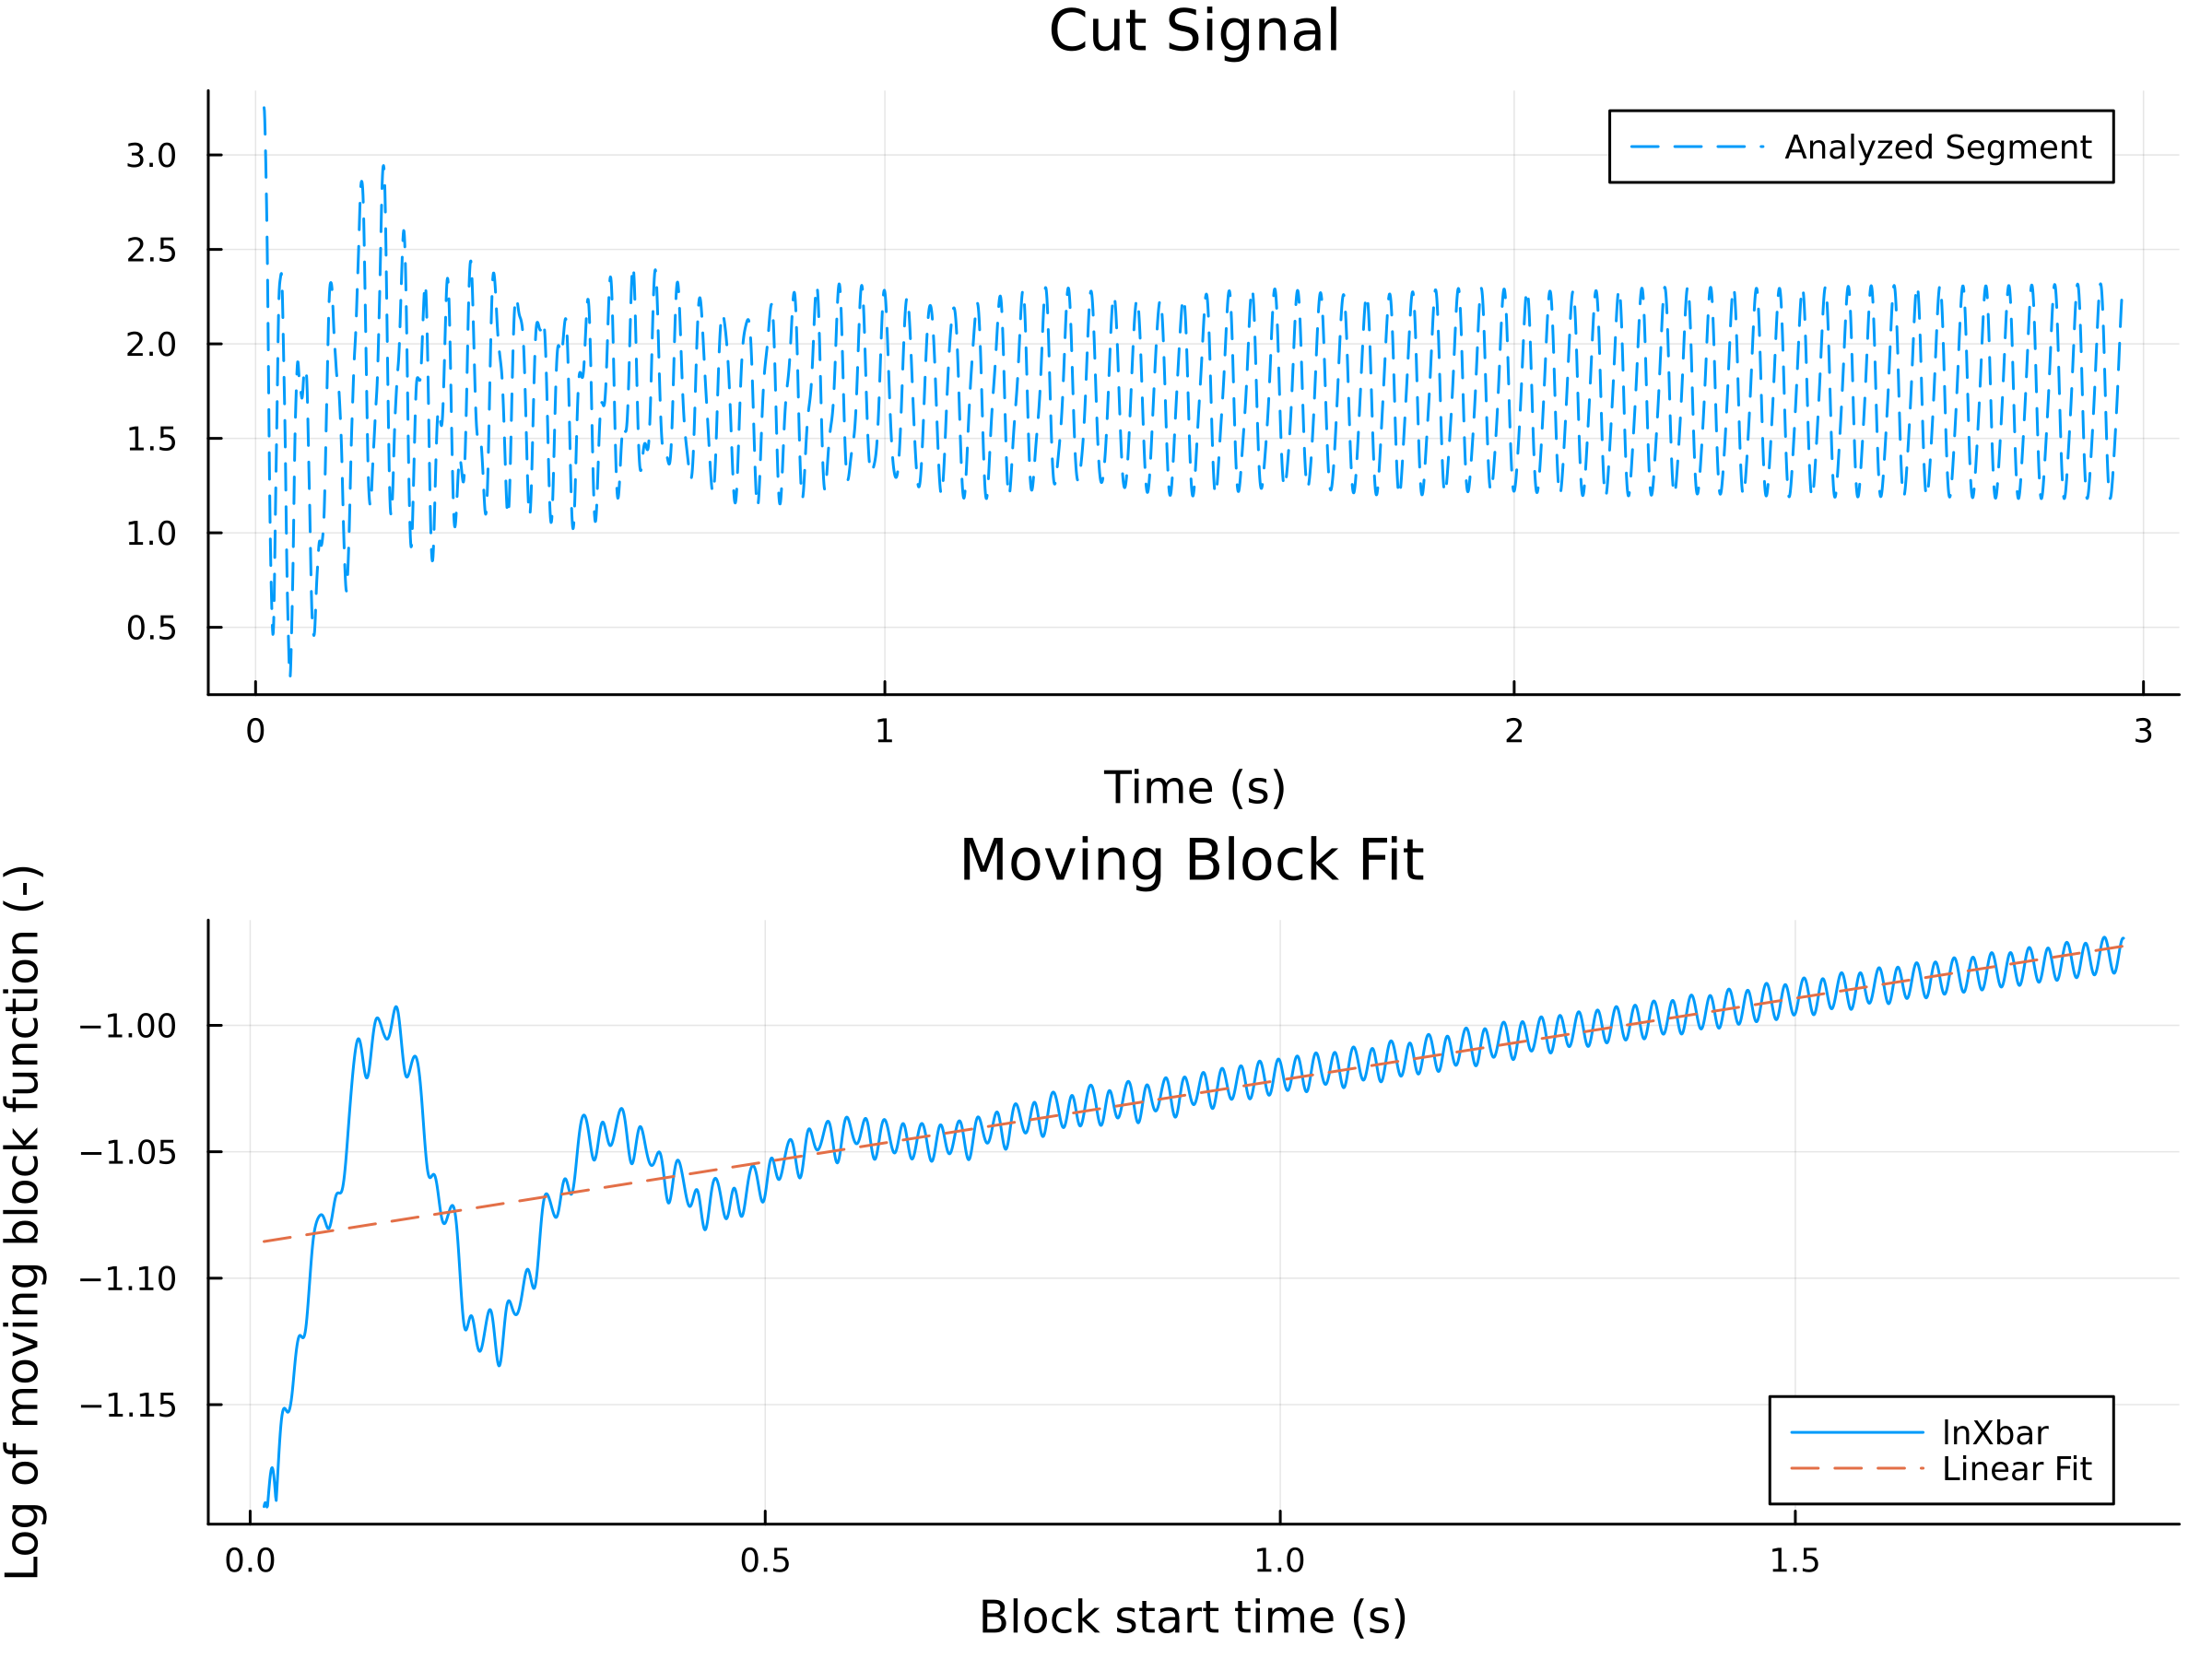 Cut Signal
3.0
2.5
2.0
1.5
1.0
0.5
Analyzed Segment
0 1 2 3
Time (s)
Moving Block Fit
Log of moving block function (-)
−1.00
−1.05
−1.10
−1.15
lnXbar
Linear Fit
0.0 0.5 1.0 1.5
Block start time (s)